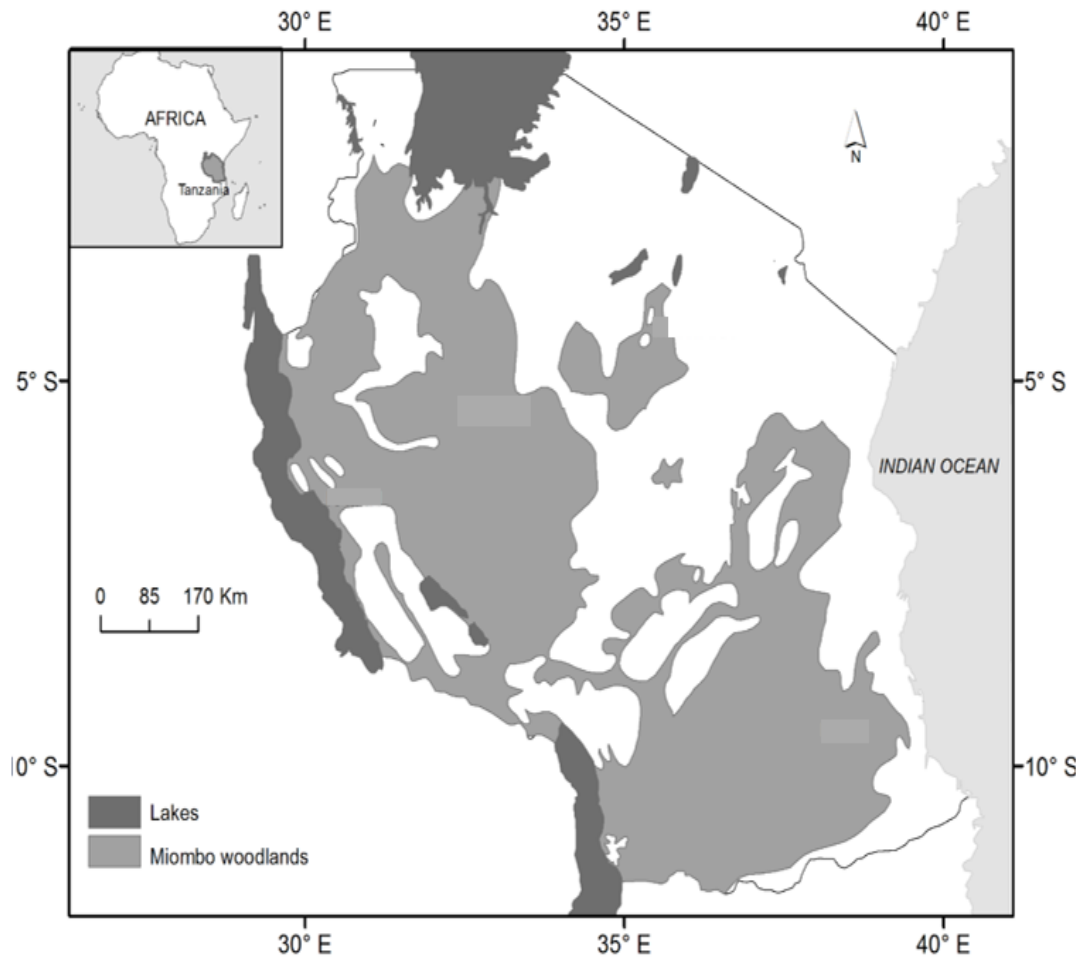 30° E 35° E 40° E
AFRICA
Tanzania
N
5° S 5° S
INDIAN OCEAN
0 85 170 Km
0° S 10° S
Lakes
Miombo woodlands
30° E 35° E 40° E